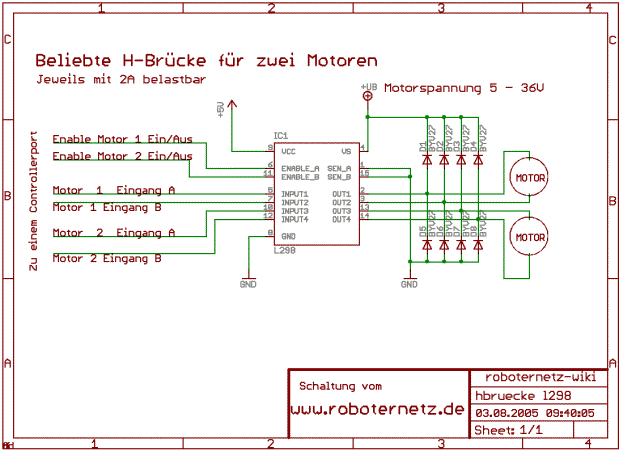 1 2 3 4
C C
Beliebte H-Brücke für zwei Motoren
Jeweils mit 2A belastbar
+UB Motorspannung 5 - 36V
+5V
Zu einem Controllerport
Enable Motor 1 Ein/Aus
Enable Motor 2 Ein/Aus
Motor 1 Eingang A
Motor 1 Eingang B
Motor 2 Eingang A
Motor 2 Eingang B
IC1
9 VCC VS 4
6 ENABLE_A SEN_A 1
11 ENABLE_B SEN_B 15
5 INPUT1 OUT1 2
7 INPUT2 OUT2 3
10 INPUT3 OUT3 13
12 INPUT4 OUT4 14
8 GND
L298
D1 BYV27
D2 BYV27
D3 BYV27
D4 BYV27
D5 BYV27
D6 BYV27
D7 BYV27
D8 BYV27
MOTOR
MOTOR
B B
GND GND
A A
Schaltung vom
www.roboternetz.de
roboternetz-wiki
hbruecke l298
03.08.2005 09:40:05
Sheet: 1/1
1 2 3 4